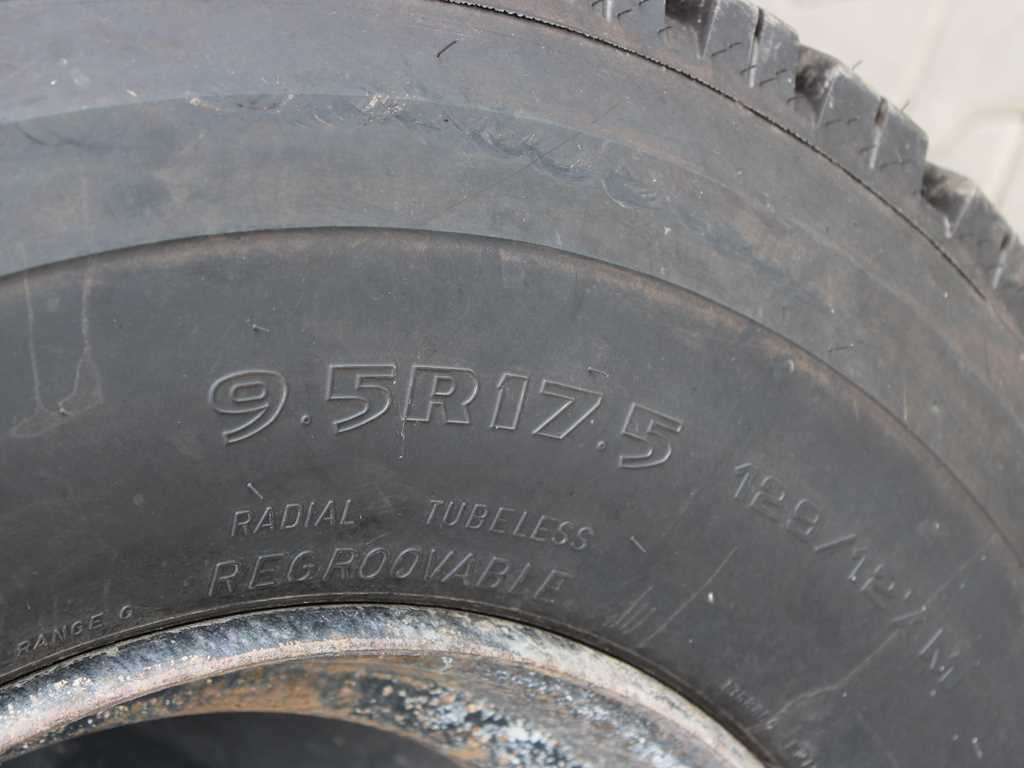 9.5R17.5 129/127M
RADIAL TUBELESS
REGROOVABLE
RANGE G